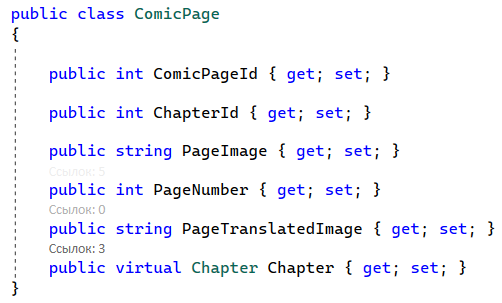 public class ComicPage
{
public int ComicPageId { get; set; }
public int ChapterId { get; set; }
public string PageImage { get; set; }
Ссылок: 5
public int PageNumber { get; set; }
Ссылок: 0
public string PageTranslatedImage { get; set; }
Ссылок: 3
public virtual Chapter Chapter { get; set; }
}